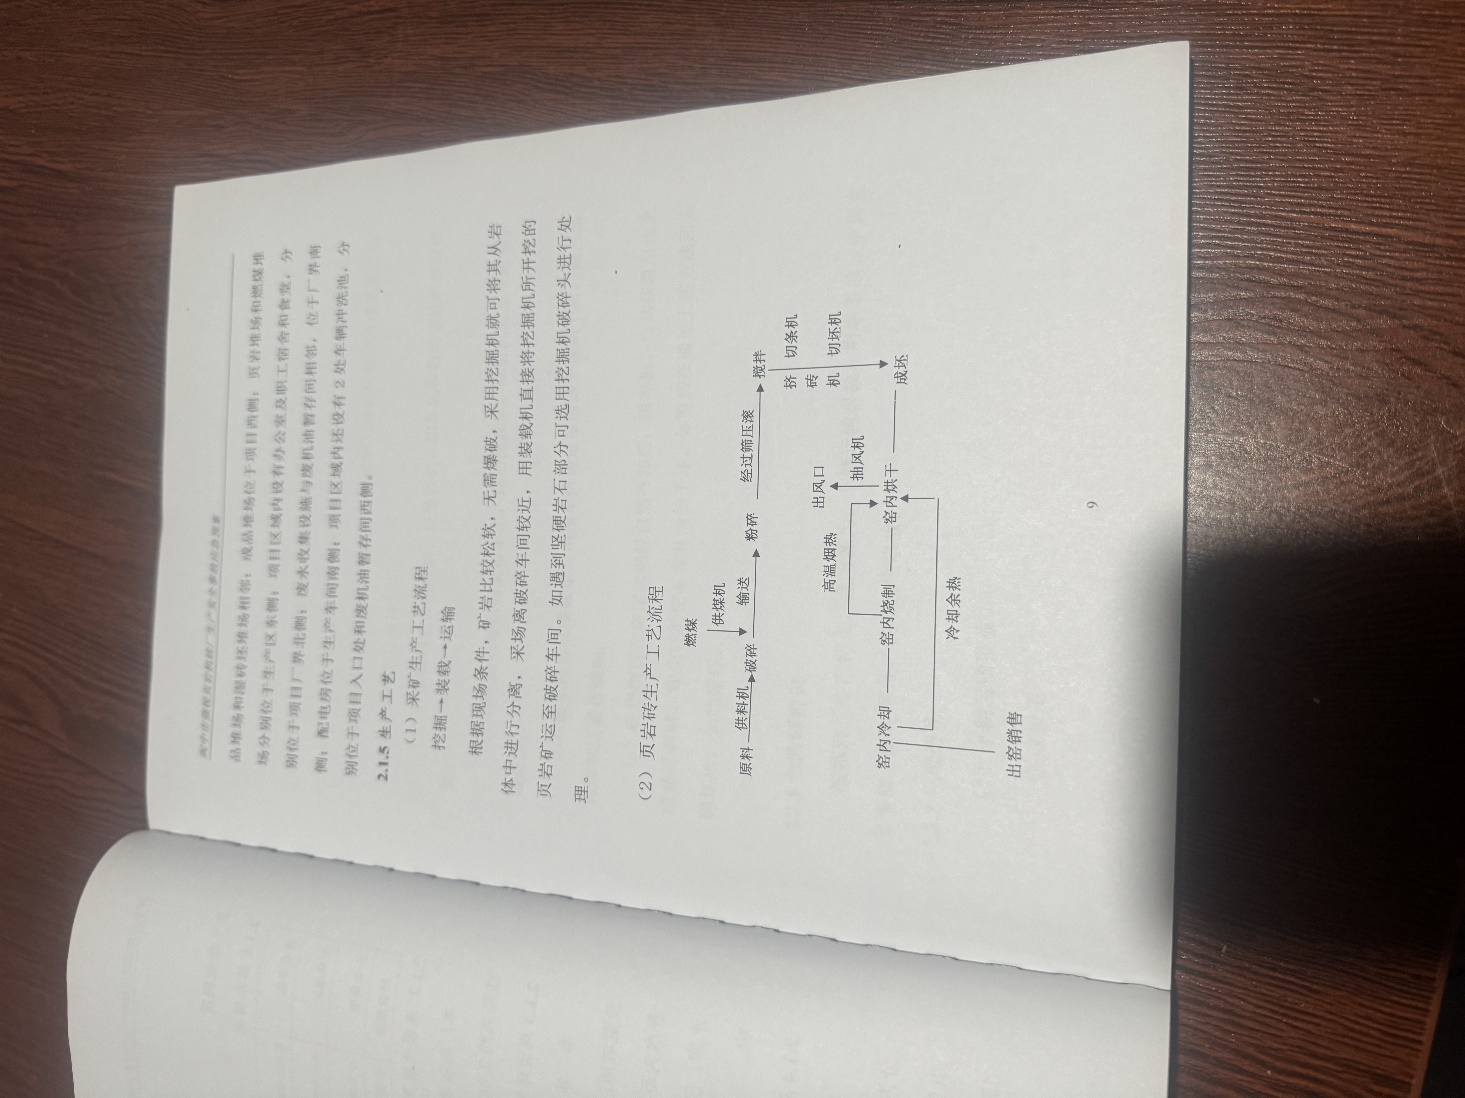 品堆场和湿砖坯堆场相邻；成品堆场位于项目西侧；页岩堆场和燃煤堆
场分别位于生产区东侧；项目区域内设有办公室及职工宿舍和食堂，分
别位于项目厂界北侧；废水收集设施与废机油暂存间相邻，位于厂界南
侧；配电房位于生产车间南侧；项目区域内还设有 2 处车辆冲洗池，分
别位于项目入口处和废机油暂存间西侧。
2.1.5 生产工艺
（1）采矿生产工艺流程
挖掘→装载→运输
根据现场条件，矿岩比较松软，无需爆破，采用挖掘机就可将其从岩
体中进行分离，采场离破碎车间较近，用装载机直接将挖掘机所开挖的
页岩矿运至破碎车间。如遇到坚硬岩石部分可选用挖掘机破碎头进行处
理。
（2）页岩砖生产工艺流程
燃煤
供煤机
原料 供料机 破碎 输送 粉碎 经过筛压滚 搅拌
挤 切条机
砖
机 切坯机
高温烟热 出风口
抽风机
窑内冷却 窑内烧制 窑内烘干 成坯
冷却余热
出窑销售
9